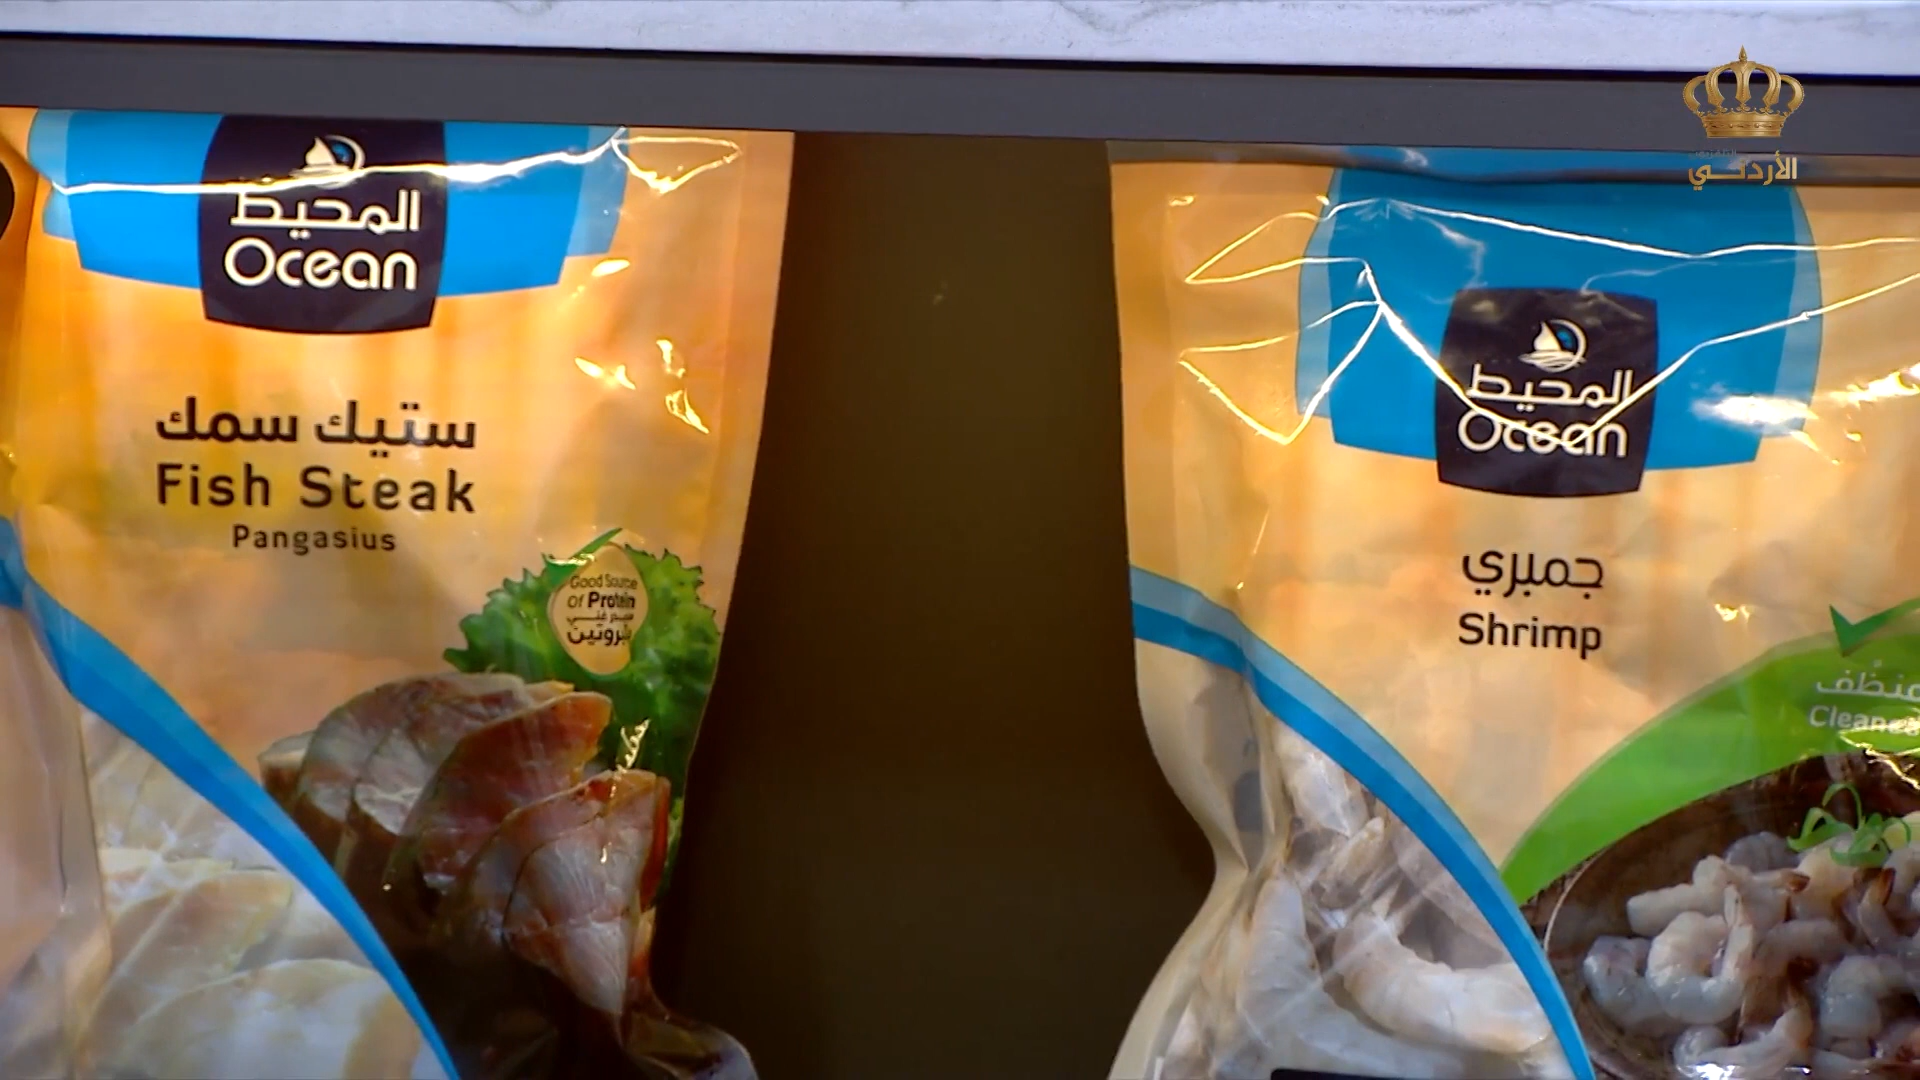 المحيط
Ocean
ستيك سمك
Fish Steak
Pangasius
Good Source
of Protein
بروتين
المحيط
Ocean
جمبري
Shrimp
منظف
الأردني